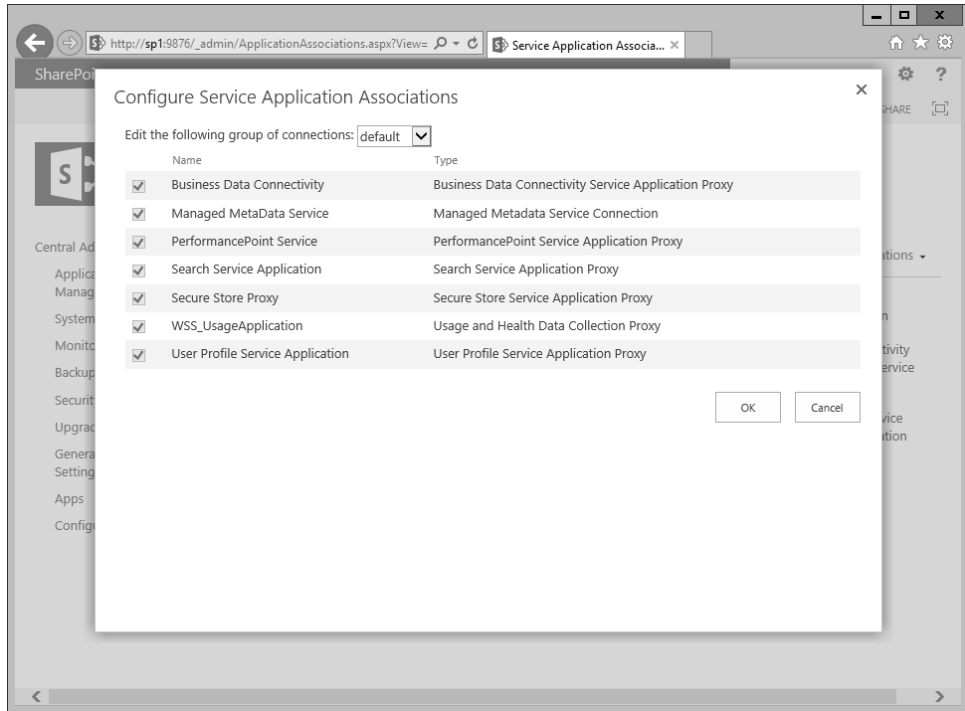 http://sp1:9876/_admin/ApplicationAssociations.aspx?View=
Service Application Associa...
SharePoi
?
SHARE
Configure Service Application Associations
Edit the following group of connections: default
Name Type
Business Data Connectivity Business Data Connectivity Service Application Proxy
Managed MetaData Service Managed Metadata Service Connection
PerformancePoint Service PerformancePoint Service Application Proxy
Search Service Application Search Service Application Proxy
Secure Store Proxy Secure Store Service Application Proxy
WSS_UsageApplication Usage and Health Data Collection Proxy
User Profile Service Application User Profile Service Application Proxy
OK Cancel
S
Central Ad
Applica
Manag
System
Monito
Backup
Securit
Upgrad
Genera
Setting
Apps
Configu
ations
n
tivity
ervice
vice
ation